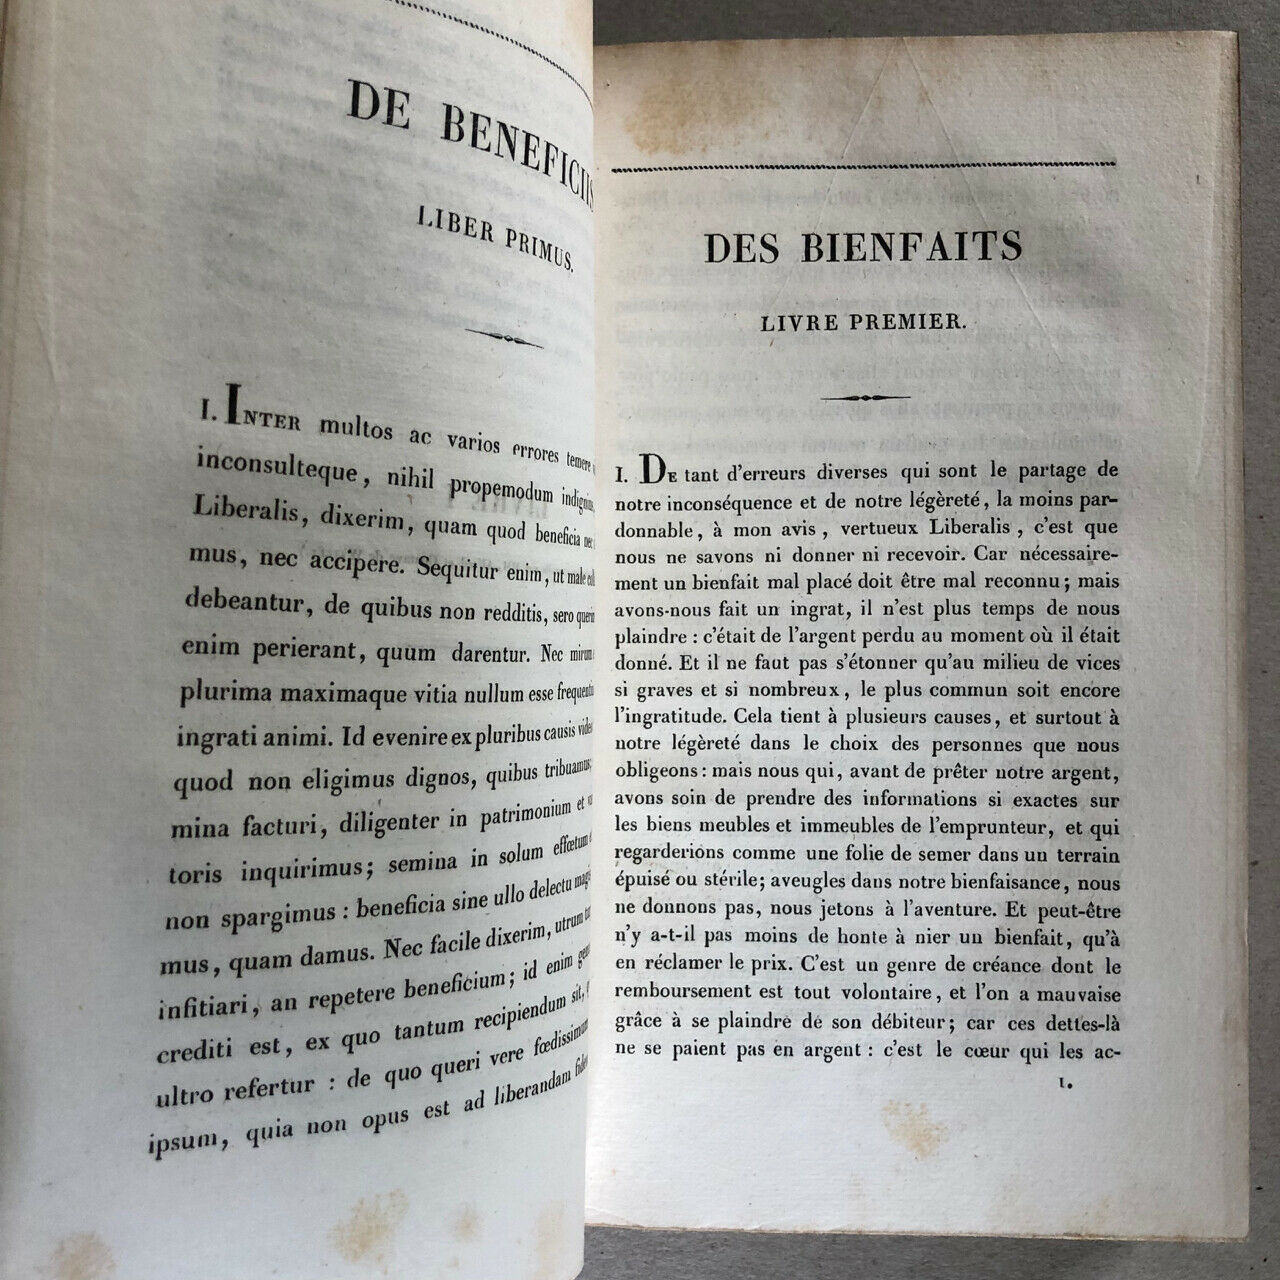 DE BENEFICIIS
LIBER PRIMUS.
I. INTER multos ac varios errores temere
inconsulteque, nihil propemodum indignius,
Liberalis, dixerim, quam quod beneficia nec
mus, nec accipere. Sequitur enim, ut male
debeantur, de quibus non redditis, sero
enim perierant, quum darentur. Nec mirum
plurima maximaque vitia nullum esse
ingrati animi. Id evenire ex pluribus causis
quod non eligimus dignos, quibus tribuamus;
mina facturi, diligenter in patrimonium et
toris inquirimus; semina in solum effœtum
non spargimus : beneficia sine ullo delectu
mus, quam damus. Nec facile dixerim, utrum
infitiari, an repetere beneficium; id enim
crediti est, ex quo tantum recipiendum sit,
ultro refertur : de quo queri vere
ipsum, quia non opus est ad liberandam
DES BIENFAITS
LIVRE PREMIER.
I. DE tant d'erreurs diverses qui sont le partage de
notre inconséquence et de notre légèreté, la moins par-
donnable, à mon avis, vertueux Liberalis, c'est que
nous ne savons ni donner ni recevoir. Car nécessaire-
ment un bienfait mal placé doit être mal reconnu; mais
avons-nous fait un ingrat, il n'est plus temps de nous
plaindre : c'était de l'argent perdu au moment où il était
donné. Et il ne faut pas s'étonner qu'au milieu de vices
si graves et si nombreux, le plus commun soit encore
l'ingratitude. Cela tient à plusieurs causes, et surtout à
notre légèreté dans le choix des personnes que nous
obligeons : mais nous qui, avant de prêter notre argent,
avons soin de prendre des informations si exactes sur
les biens meubles et immeubles de l'emprunteur, et qui
regarderions comme une folie de semer dans un terrain
épuisé ou stérile; aveugles dans notre bienfaisance, nous
ne donnons pas, nous jetons à l'aventure. Et peut-être
n'y a-t-il pas moins de honte à nier un bienfait, qu'à
en réclamer le prix. C'est un genre de créance dont le
remboursement est tout volontaire, et l'on a mauvaise
grâce à se plaindre de son débiteur; car ces dettes-là
ne se paient pas en argent : c'est le cœur qui les ac-
1.